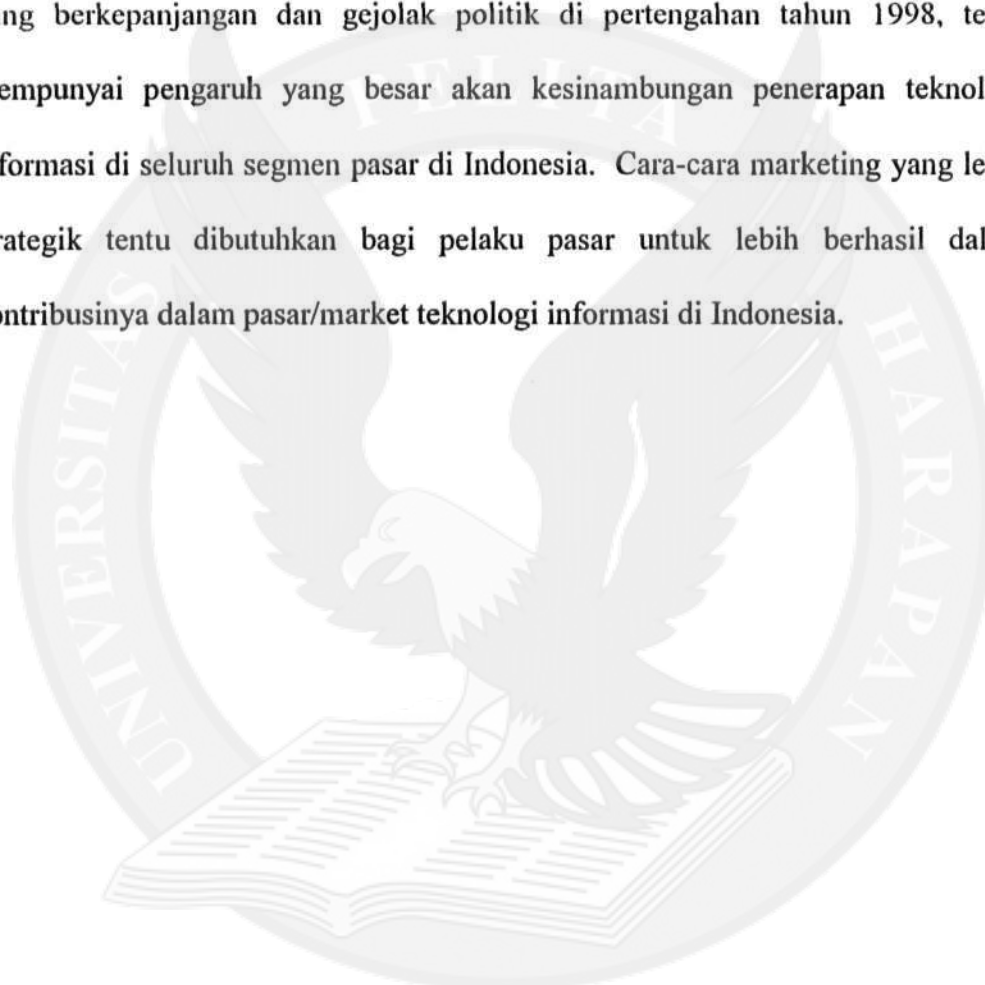 ng berkepanjangan dan gejolak politik di pertengahan tahun 1998, te
empunyai pengaruh yang besar akan kesinambungan penerapan teknol
formasi di seluruh segmen pasar di Indonesia. Cara-cara marketing yang le
rategik tentu dibutuhkan bagi pelaku pasar untuk lebih berhasil dal
ontribusinya dalam pasar/market teknologi informasi di Indonesia.
UNIVERSITAS PELITA HARAPAN